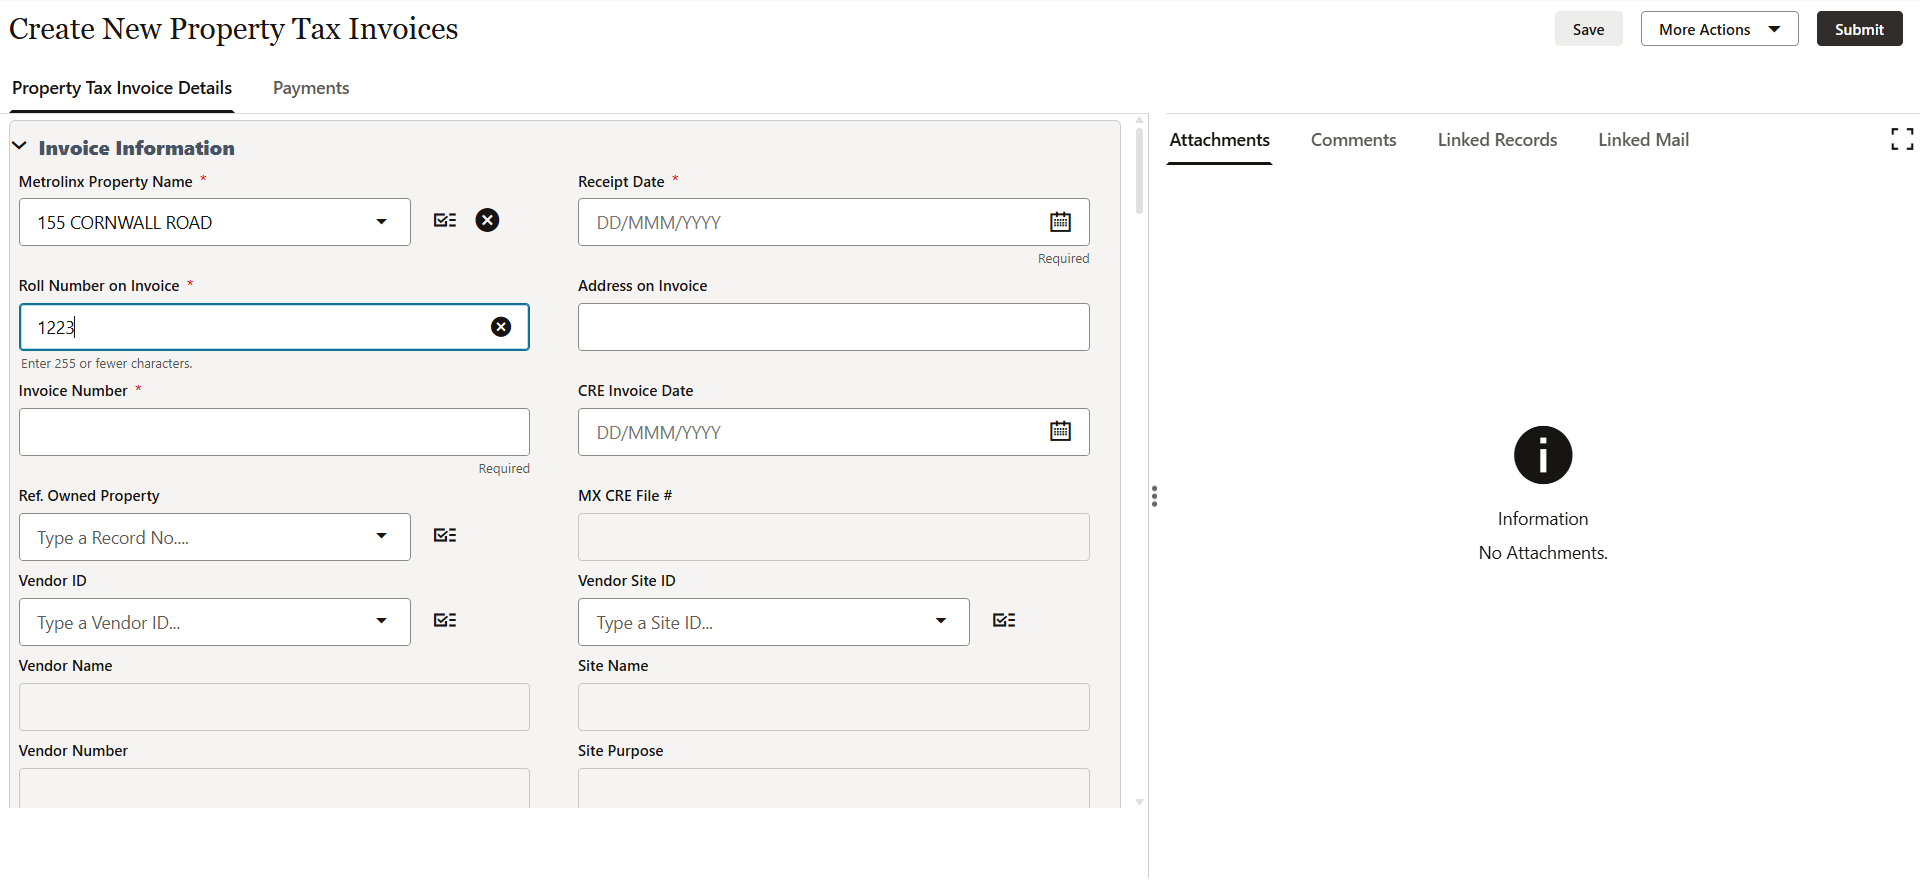 Create New Property Tax Invoices
Save
More Actions
Submit
Property Tax Invoice Details
Payments
Invoice Information
Metrolinx Property Name *
155 CORNWALL ROAD
Receipt Date *
DD/MMM/YYYY
Required
Roll Number on Invoice *
1223
Enter 255 or fewer characters.
Address on Invoice
Invoice Number *
Required
CRE Invoice Date
DD/MMM/YYYY
Ref. Owned Property
Type a Record No....
MX CRE File #
Vendor ID
Type a Vendor ID...
Vendor Site ID
Type a Site ID...
Vendor Name
Site Name
Vendor Number
Site Purpose
Attachments
Comments
Linked Records
Linked Mail
Information
No Attachments.